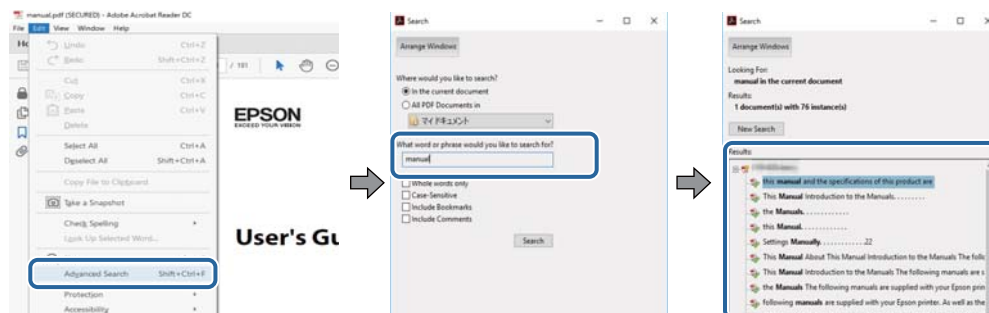 manual.pdf (SECURED) - Adobe Acrobat Reader DC
File Edit View Window Help
Undo Ctrl+Z
Redo Shift+Ctrl+Z
Cut Ctrl+X
Copy Ctrl+C
Paste Ctrl+V
Delete
Select All Ctrl+A
Deselect All Shift+Ctrl+A
Copy File to Clipboard
Take a Snapshot
Check Spelling
Look Up Selected Word...
Advanced Search Shift+Ctrl+F
Protection
Accessibility
/ 181
EPSON
EXCEED YOUR VISION
User's Gu
Search
Arrange Windows
Where would you like to search?
In the current document
All PDF Documents in
マイ ドキュメント
What word or phrase would you like to search for?
manual
Whole words only
Case-Sensitive
Include Bookmarks
Include Comments
Search
Search
Arrange Windows
Looking For:
manual in the current document
Results:
1 document(s) with 76 instance(s)
New Search
Results:
this manual and the specifications of this product are
This Manual Introduction to the Manuals.........
the Manuals.............
this Manual.............
Settings Manually.............22
This Manual About This Manual Introduction to the Manuals The follo
This Manual Introduction to the Manuals The following manuals are s
the Manuals The following manuals are supplied with your Epson prin
following manuals are supplied with your Epson printer. As well as the